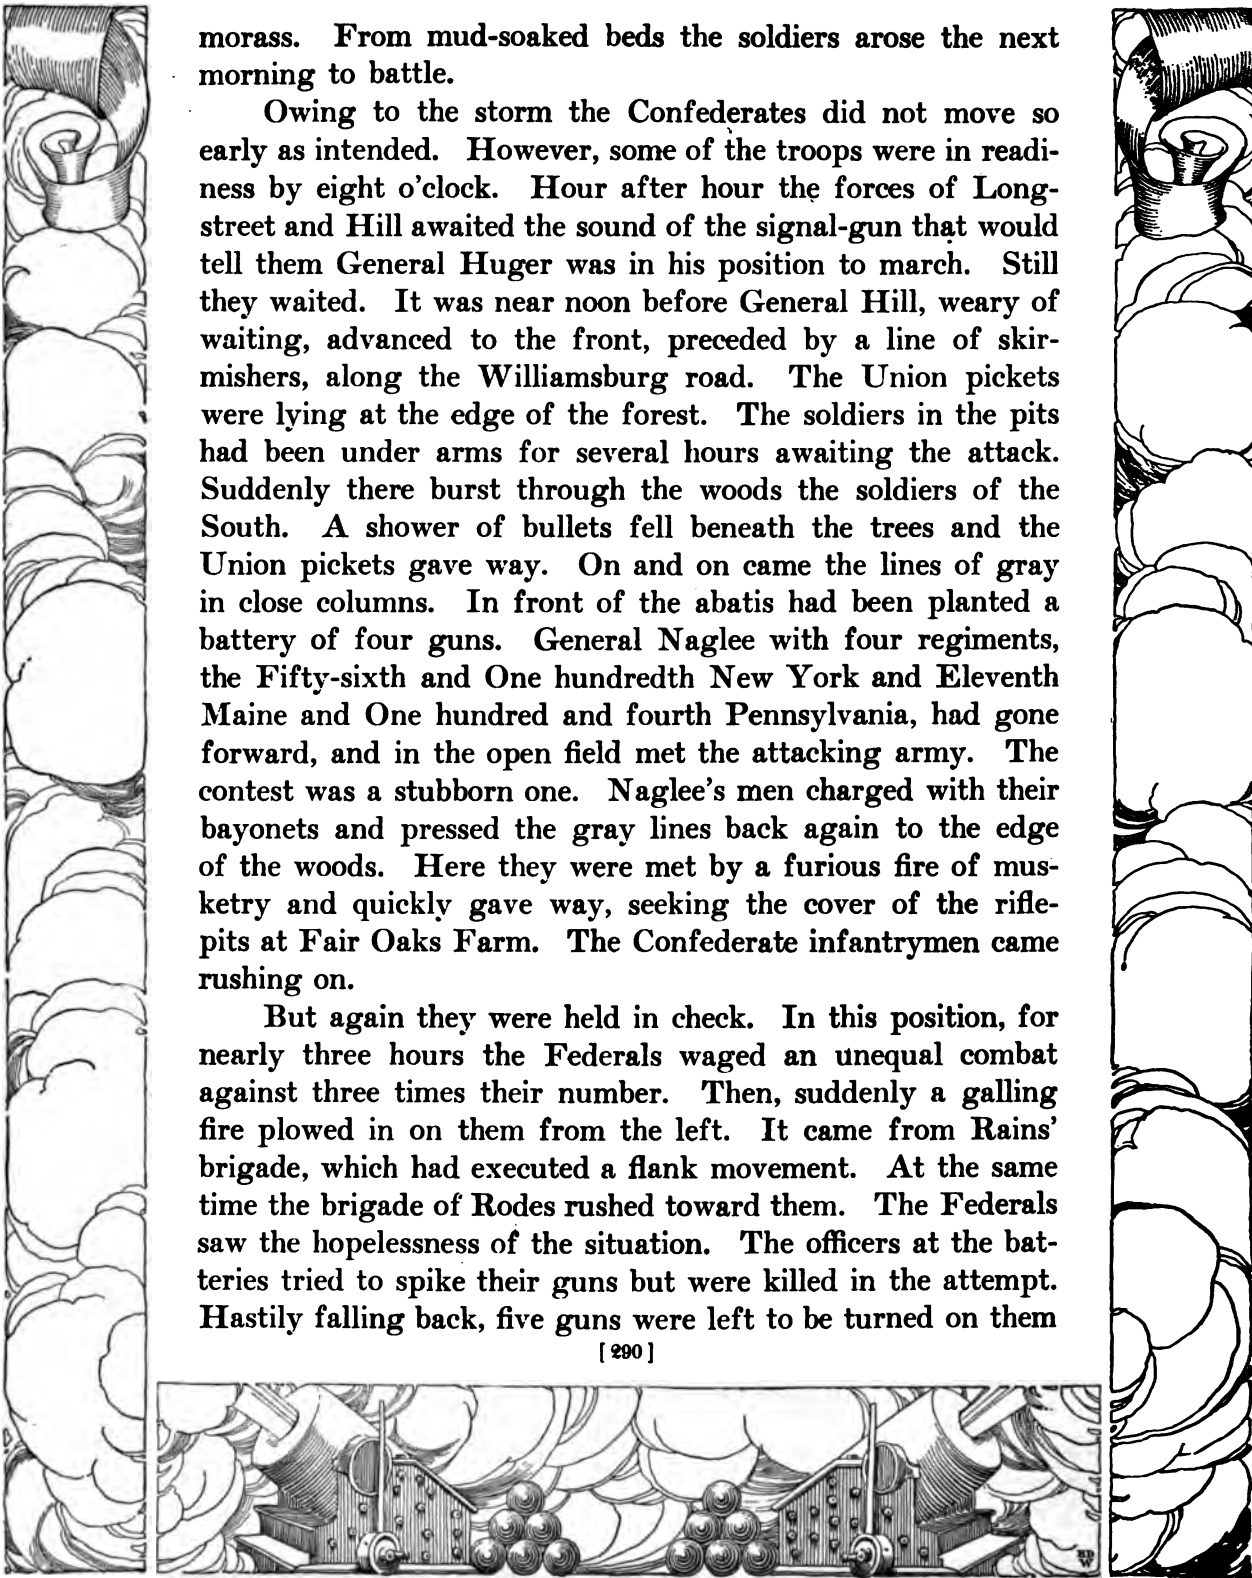 morass. From mud-soaked beds the soldiers arose the next
morning to battle.
Owing to the storm the Confederates did not move so
early as intended. However, some of the troops were in readi-
ness by eight o'clock. Hour after hour the forces of Long-
street and Hill awaited the sound of the signal-gun that would
tell them General Huger was in his position to march. Still
they waited. It was near noon before General Hill, weary of
waiting, advanced to the front, preceded by a line of skir-
mishers, along the Williamsburg road. The Union pickets
were lying at the edge of the forest. The soldiers in the pits
had been under arms for several hours awaiting the attack.
Suddenly there burst through the woods the soldiers of the
South. A shower of bullets fell beneath the trees and the
Union pickets gave way. On and on came the lines of gray
in close columns. In front of the abatis had been planted a
battery of four guns. General Naglee with four regiments,
the Fifty-sixth and One hundredth New York and Eleventh
Maine and One hundred and fourth Pennsylvania, had gone
forward, and in the open field met the attacking army. The
contest was a stubborn one. Naglee's men charged with their
bayonets and pressed the gray lines back again to the edge
of the woods. Here they were met by a furious fire of mus-
ketry and quickly gave way, seeking the cover of the rifle-
pits at Fair Oaks Farm. The Confederate infantrymen came
rushing on.
But again they were held in check. In this position, for
nearly three hours the Federals waged an unequal combat
against three times their number. Then, suddenly a galling
fire plowed in on them from the left. It came from Rains'
brigade, which had executed a flank movement. At the same
time the brigade of Rodes rushed toward them. The Federals
saw the hopelessness of the situation. The officers at the bat-
teries tried to spike their guns but were killed in the attempt.
Hastily falling back, five guns were left to be turned on them
[290]